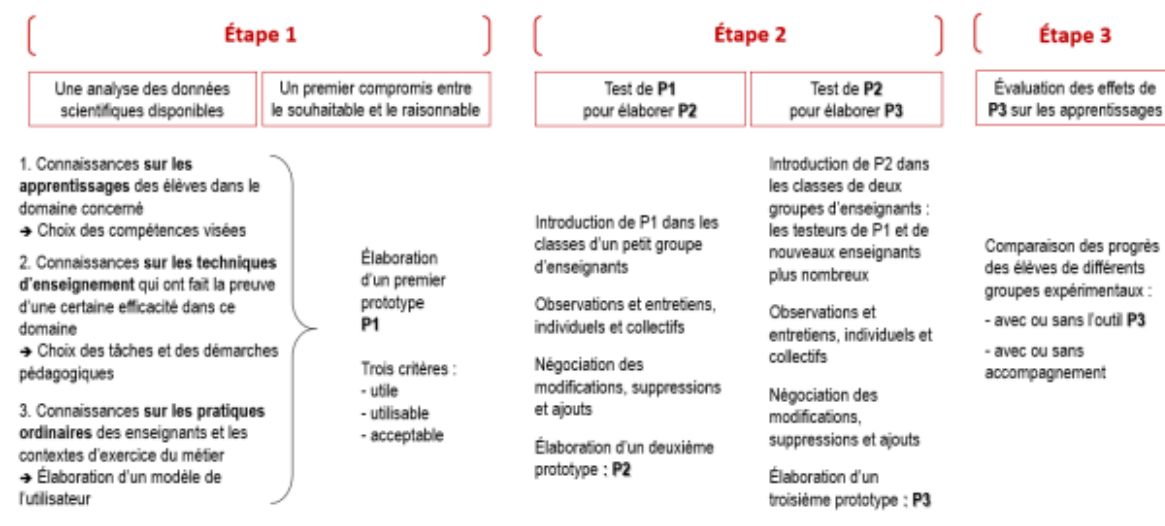 Étape 1
Une analyse des données
scientifiques disponibles
Un premier compromis entre
le souhaitable et le raisonnable
1. Connaissances sur les
apprentissages des élèves dans le
domaine concerné
➔ Choix des compétences visées
2. Connaissances sur les techniques
d'enseignement qui ont fait la preuve
d'une certaine efficacité dans ce
domaine
➔ Choix des tâches et des démarches
pédagogiques
3. Connaissances sur les pratiques
ordinaires des enseignants et les
contextes d'exercice du métier
➔ Élaboration d'un modèle de
l'utilisateur
Élaboration
d'un premier
prototype
P1
Trois critères :
- utile
- utilisable
- acceptable
Étape 2
Test de P1
pour élaborer P2
Introduction de P1 dans les
classes d'un petit groupe
d'enseignants
Observations et entretiens,
individuels et collectifs
Négociation des
modifications, suppressions
et ajouts
Élaboration d'un deuxième
prototype : P2
Test de P2
pour élaborer P3
Introduction de P2 dans
les classes de deux
groupes d'enseignants :
les testeurs de P1 et de
nouveaux enseignants
plus nombreux
Observations et
entretiens, individuels et
collectifs
Négociation des
modifications,
suppressions et ajouts
Élaboration d'un
troisième prototype : P3
Étape 3
Évaluation des effets de
P3 sur les apprentissages
Comparaison des progrès
des élèves de différents
groupes expérimentaux :
- avec ou sans l'outil P3
- avec ou sans
accompagnement